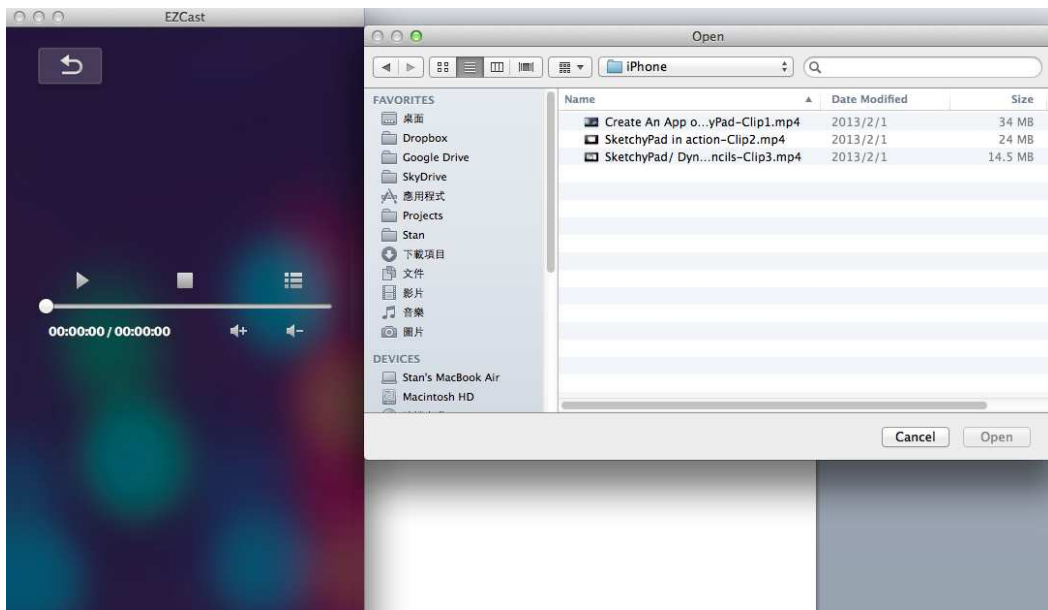 EZCast
00:00:00 / 00:00:00
Open
iPhone
FAVORITES
桌面
Dropbox
Google Drive
SkyDrive
應用程式
Projects
Stan
下載項目
文件
影片
音樂
圖片
DEVICES
Stan's MacBook Air
Macintosh HD
Name Date Modified Size
Create An App o...yPad-Clip1.mp4 2013/2/1 34 MB
SketchyPad in action-Clip2.mp4 2013/2/1 24 MB
SketchyPad/ Dyn...ncils-Clip3.mp4 2013/2/1 14.5 MB
Cancel Open